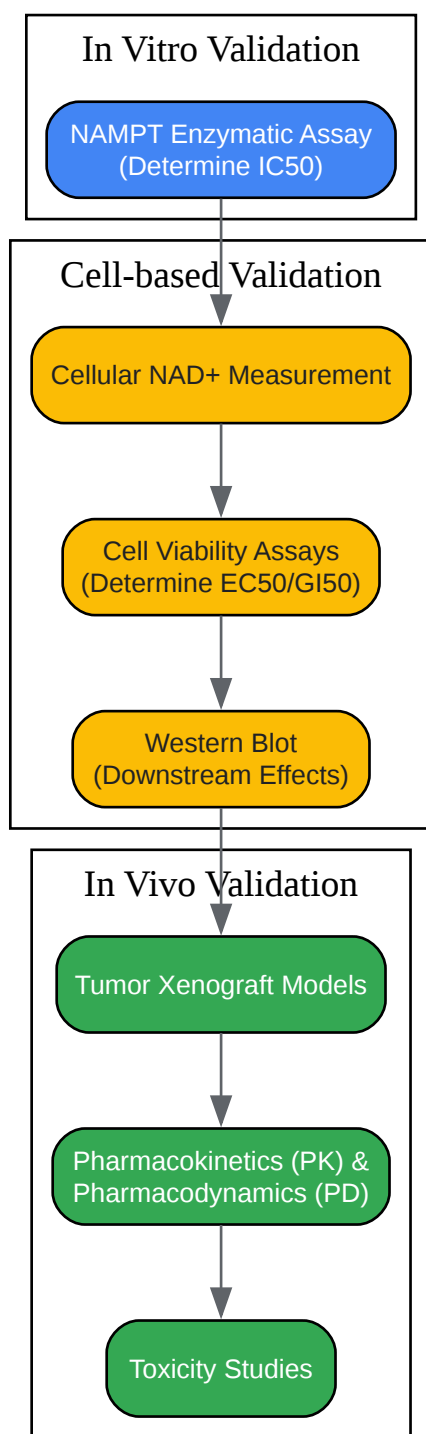 In Vitro Validation
NAMPT Enzymatic Assay
(Determine IC50)
Cell-based Validation
Cellular NAD+ Measurement
Cell Viability Assays
(Determine EC50/GI50)
Western Blot
(Downstream Effects)
In Vivo Validation
Tumor Xenograft Models
Pharmacokinetics (PK) &
Pharmacodynamics (PD)
Toxicity Studies